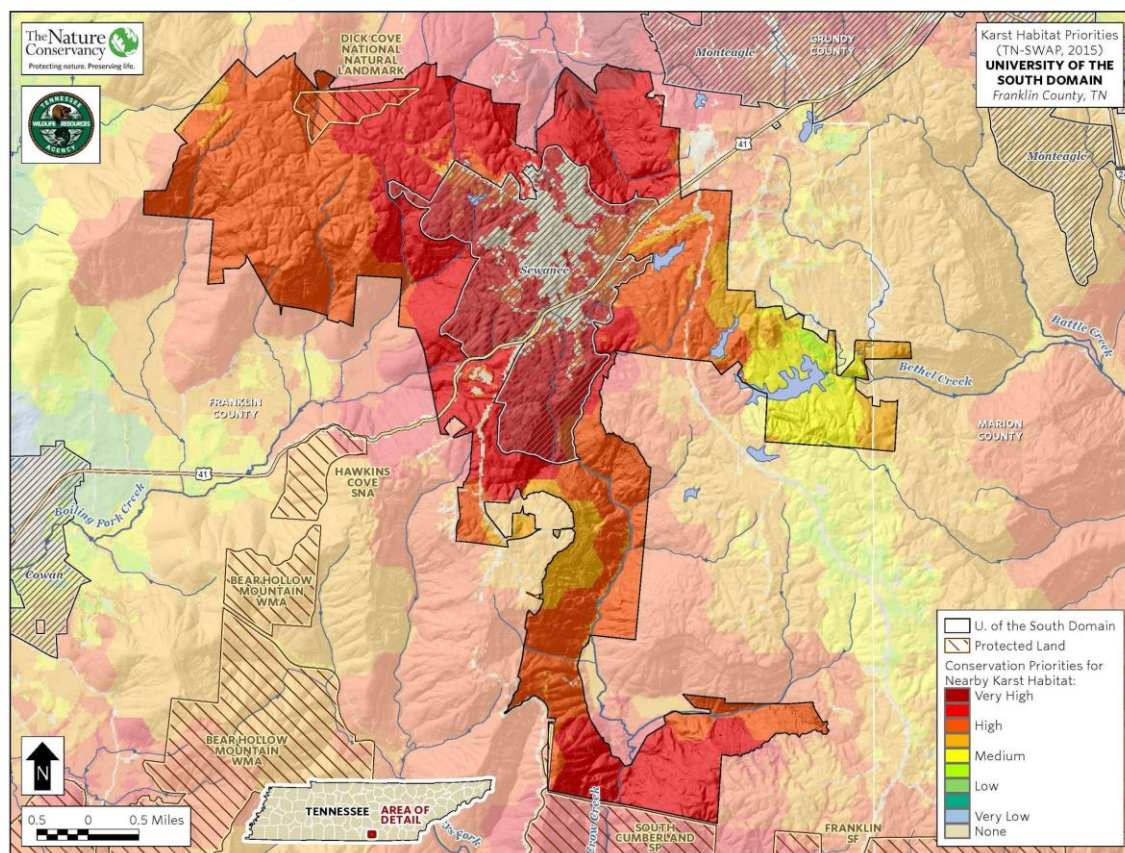 The Nature
Conservancy
Protecting nature. Preserving life.
TENNESSEE
WILDLIFE RESOURCES
AGENCY
Karst Habitat Priorities
(TN-SWAP, 2015)
UNIVERSITY OF THE
SOUTH DOMAIN
Franklin County, TN
DICK COVE
NATIONAL
NATURAL
LANDMARK
Monteagle
GRUNDY
COUNTY
41
Monteagle
Sewanee
Battle Creek
Bethel Creek
FRANKLIN
COUNTY
MARION
COUNTY
41
HAWKINS
COVE
SNA
Boiling Fork Creek
Cowan
BEAR HOLLOW
MOUNTAIN
WMA
BEAR HOLLOW
MOUNTAIN
WMA
U. of the South Domain
Protected Land
Conservation Priorities for
Nearby Karst Habitat:
Very High
High
Medium
Low
Very Low
None
N
0.5 0 0.5 Miles
TENNESSEE
AREA OF
DETAIL
Fork
Crow Creek
SOUTH
CUMBERLAND
SP
FRANKLIN
SF